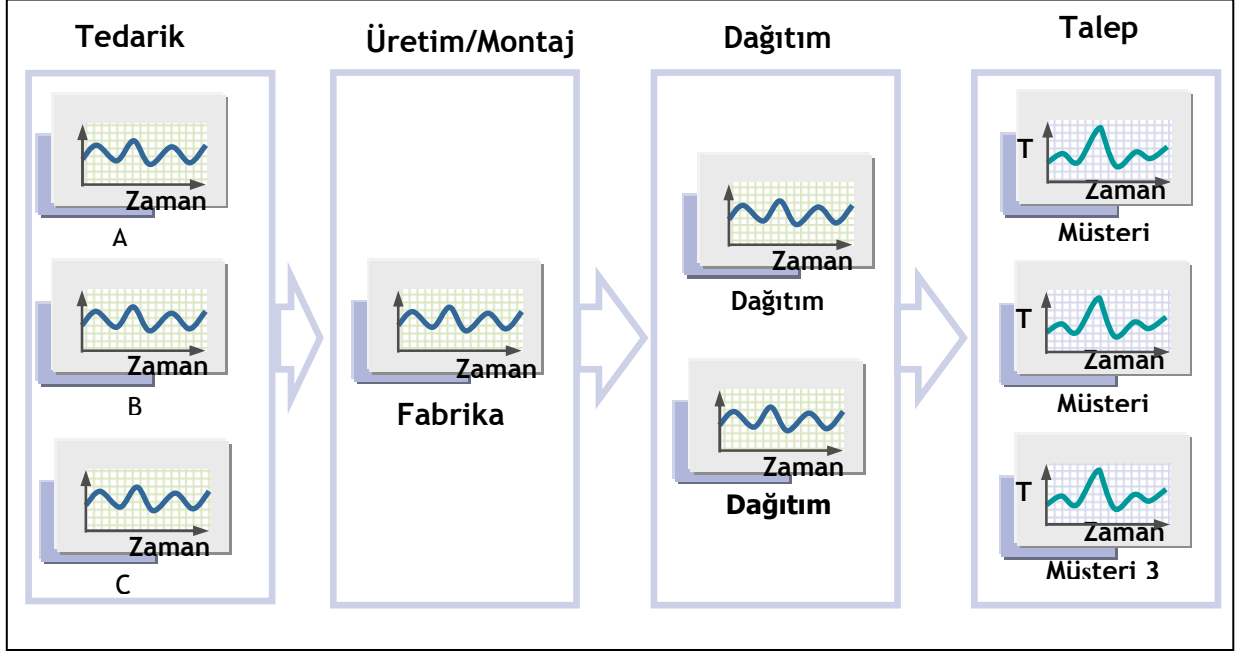 Tedarik
Üretim/Montaj
Dağıtım
Talep
Zaman
A
Zaman
B
Zaman
C
Zaman
Fabrika
Zaman
Dağıtım
Zaman
Dağıtım
T
Zaman
Müsteri
T
Zaman
Müsteri
T
Zaman
Müsteri 3